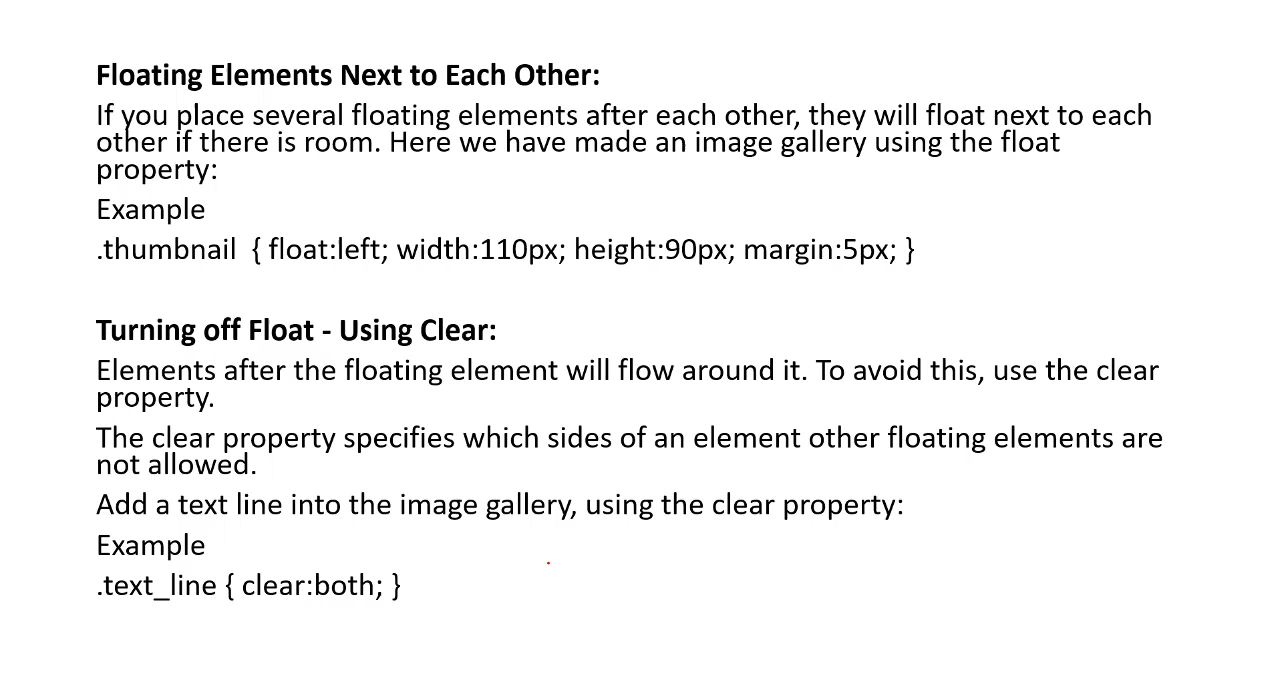 Floating Elements Next to Each Other:
If you place several floating elements after each other, they will float next to each
other if there is room. Here we have made an image gallery using the float
property:
Example
.thumbnail  { float:left; width:110px; height:90px; margin:5px; }
Turning off Float - Using Clear:
Elements after the floating element will flow around it. To avoid this, use the clear
property.
The clear property specifies which sides of an element other floating elements are
not allowed.
Add a text line into the image gallery, using the clear property:
Example
.text_line { clear:both; }